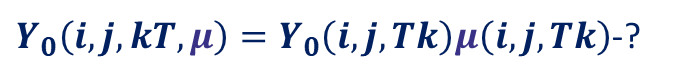 Y₀(i,j,kT,μ) = Y₀(i,j,Tk)μ(i,j,Tk)-?